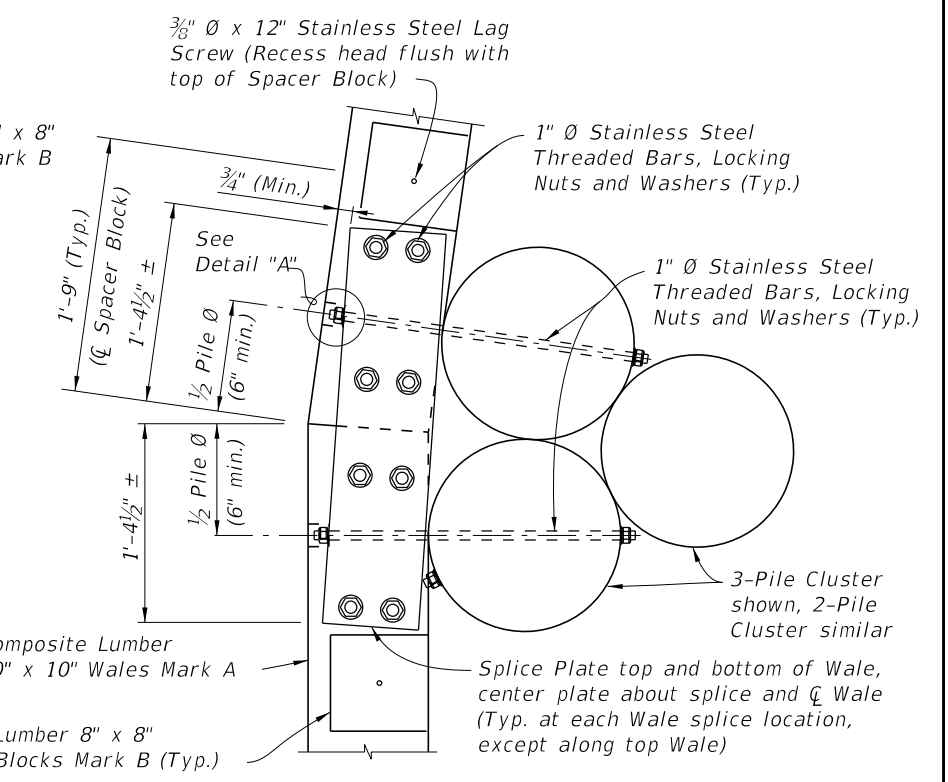 ⅜" Ø x 12" Stainless Steel Lag
Screw (Recess head flush with
top of Spacer Block)
x 8"
B
1" Ø Stainless Steel
Threaded Bars, Locking
Nuts and Washers (Typ.)
¾" (Min.)
1'-9" (Typ.)
(℄ Spacer Block)
1'-4½" ±
See
Detail "A"
½ Pile Ø
(6" min.)
1" Ø Stainless Steel
Threaded Bars, Locking
Nuts and Washers (Typ.)
½ Pile Ø
(6" min.)
1'-4½" ±
3-Pile Cluster
shown, 2-Pile
Cluster similar
Lumber
x 10" Wales Mark A
Splice Plate top and bottom of Wale,
center plate about splice and ℄ Wale
(Typ. at each Wale splice location,
except along top Wale)
Lumber 8" x 8"
Blocks Mark B (Typ.)